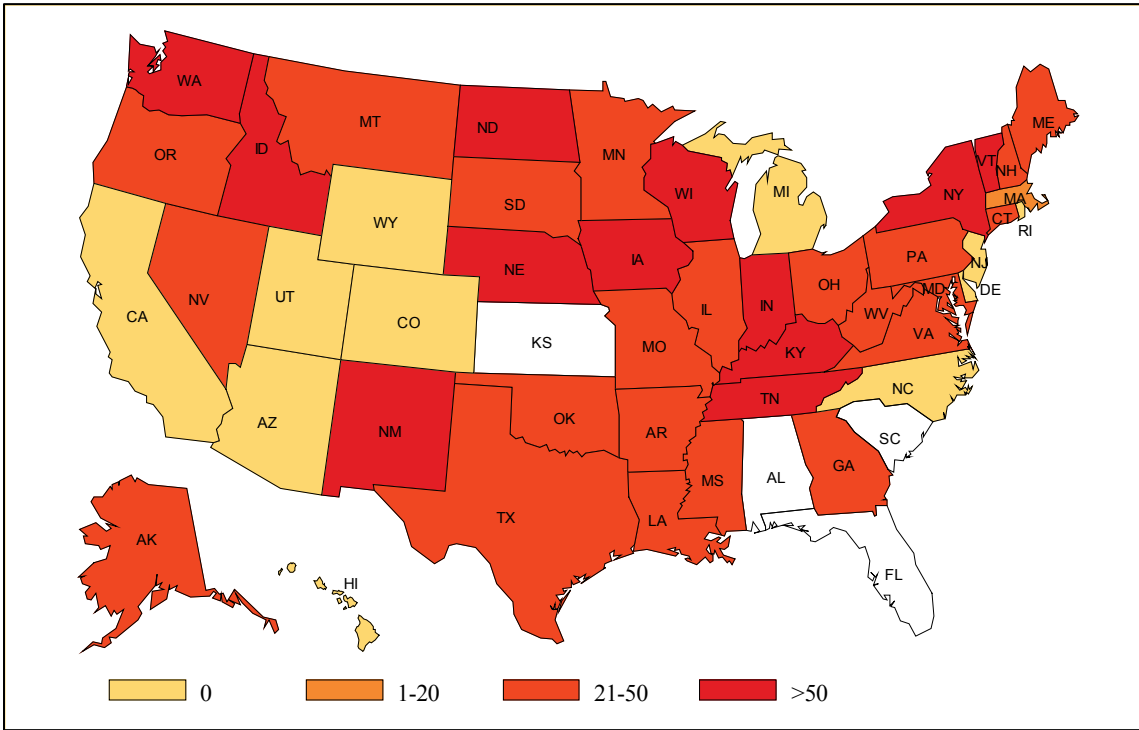 WA
MT
ND
MN
ME
OR
ID
SD
WI
MI
VT
NH
NY
MA
CT
RI
WY
NE
IA
PA
NJ
NV
UT
CO
IL
IN
OH
MD
DE
WV
VA
CA
KS
MO
KY
NC
AZ
NM
OK
AR
TN
SC
MS
AL
GA
TX
LA
AK
HI
FL
0
1-20
21-50
>50